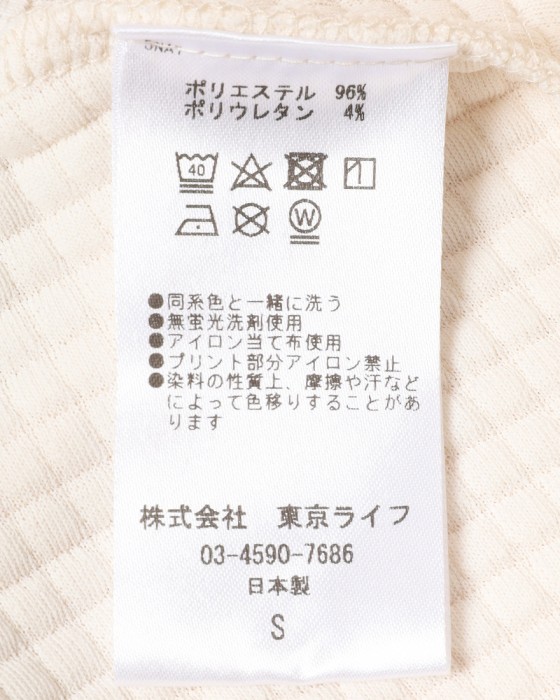 ポリエステル 96%
ポリウレタン 4%
40
W
●同系色と一緒に洗う
●無蛍光洗剤使用
●アイロン当て布使用
●プリント部分アイロン禁止
●染料の性質上、摩擦や汗など
によって色移りすることがあ
ります
株式会社 東京ライフ
03-4590-7686
日本製
S